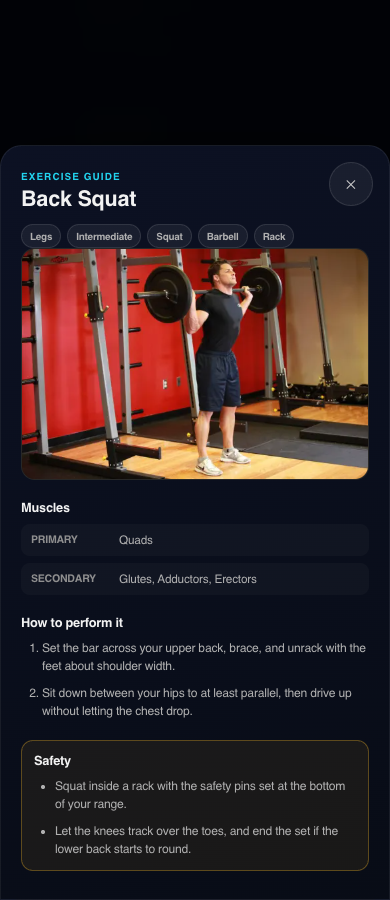 EXERCISE GUIDE
Back Squat
Legs
Intermediate
Squat
Barbell
Rack
Muscles
PRIMARY Quads
SECONDARY Glutes, Adductors, Erectors
How to perform it
1. Set the bar across your upper back, brace, and unrack with the
feet about shoulder width.
2. Sit down between your hips to at least parallel, then drive up
without letting the chest drop.
Safety
• Squat inside a rack with the safety pins set at the bottom
of your range.
• Let the knees track over the toes, and end the set if the
lower back starts to round.